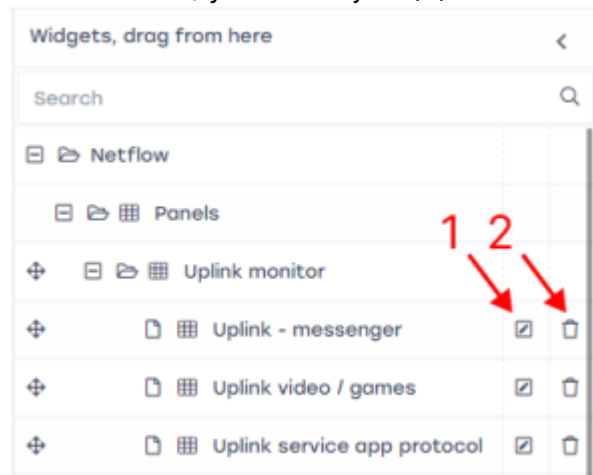 Widgets, drag from here
Search
Netflow
Panels
1 2
Uplink monitor
Uplink - messenger
Uplink video / games
Uplink service app protocol